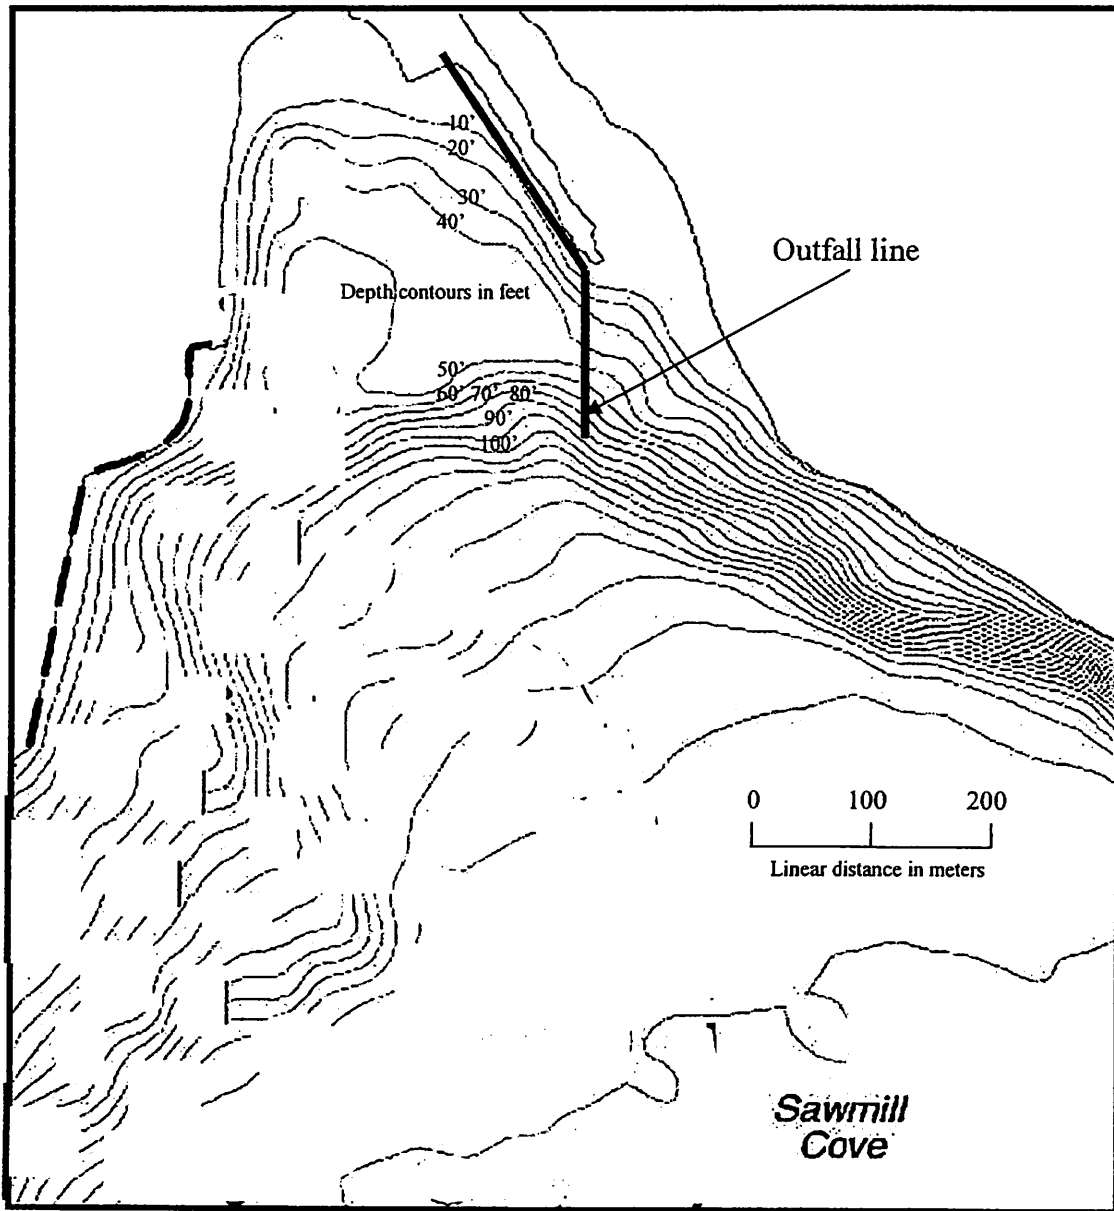 10'
20'
30'
40'
Outfall line
Depth contours in feet
50'
60' 70' 80'
90'
100'
0 100 200
Linear distance in meters
Sawmill
Cove